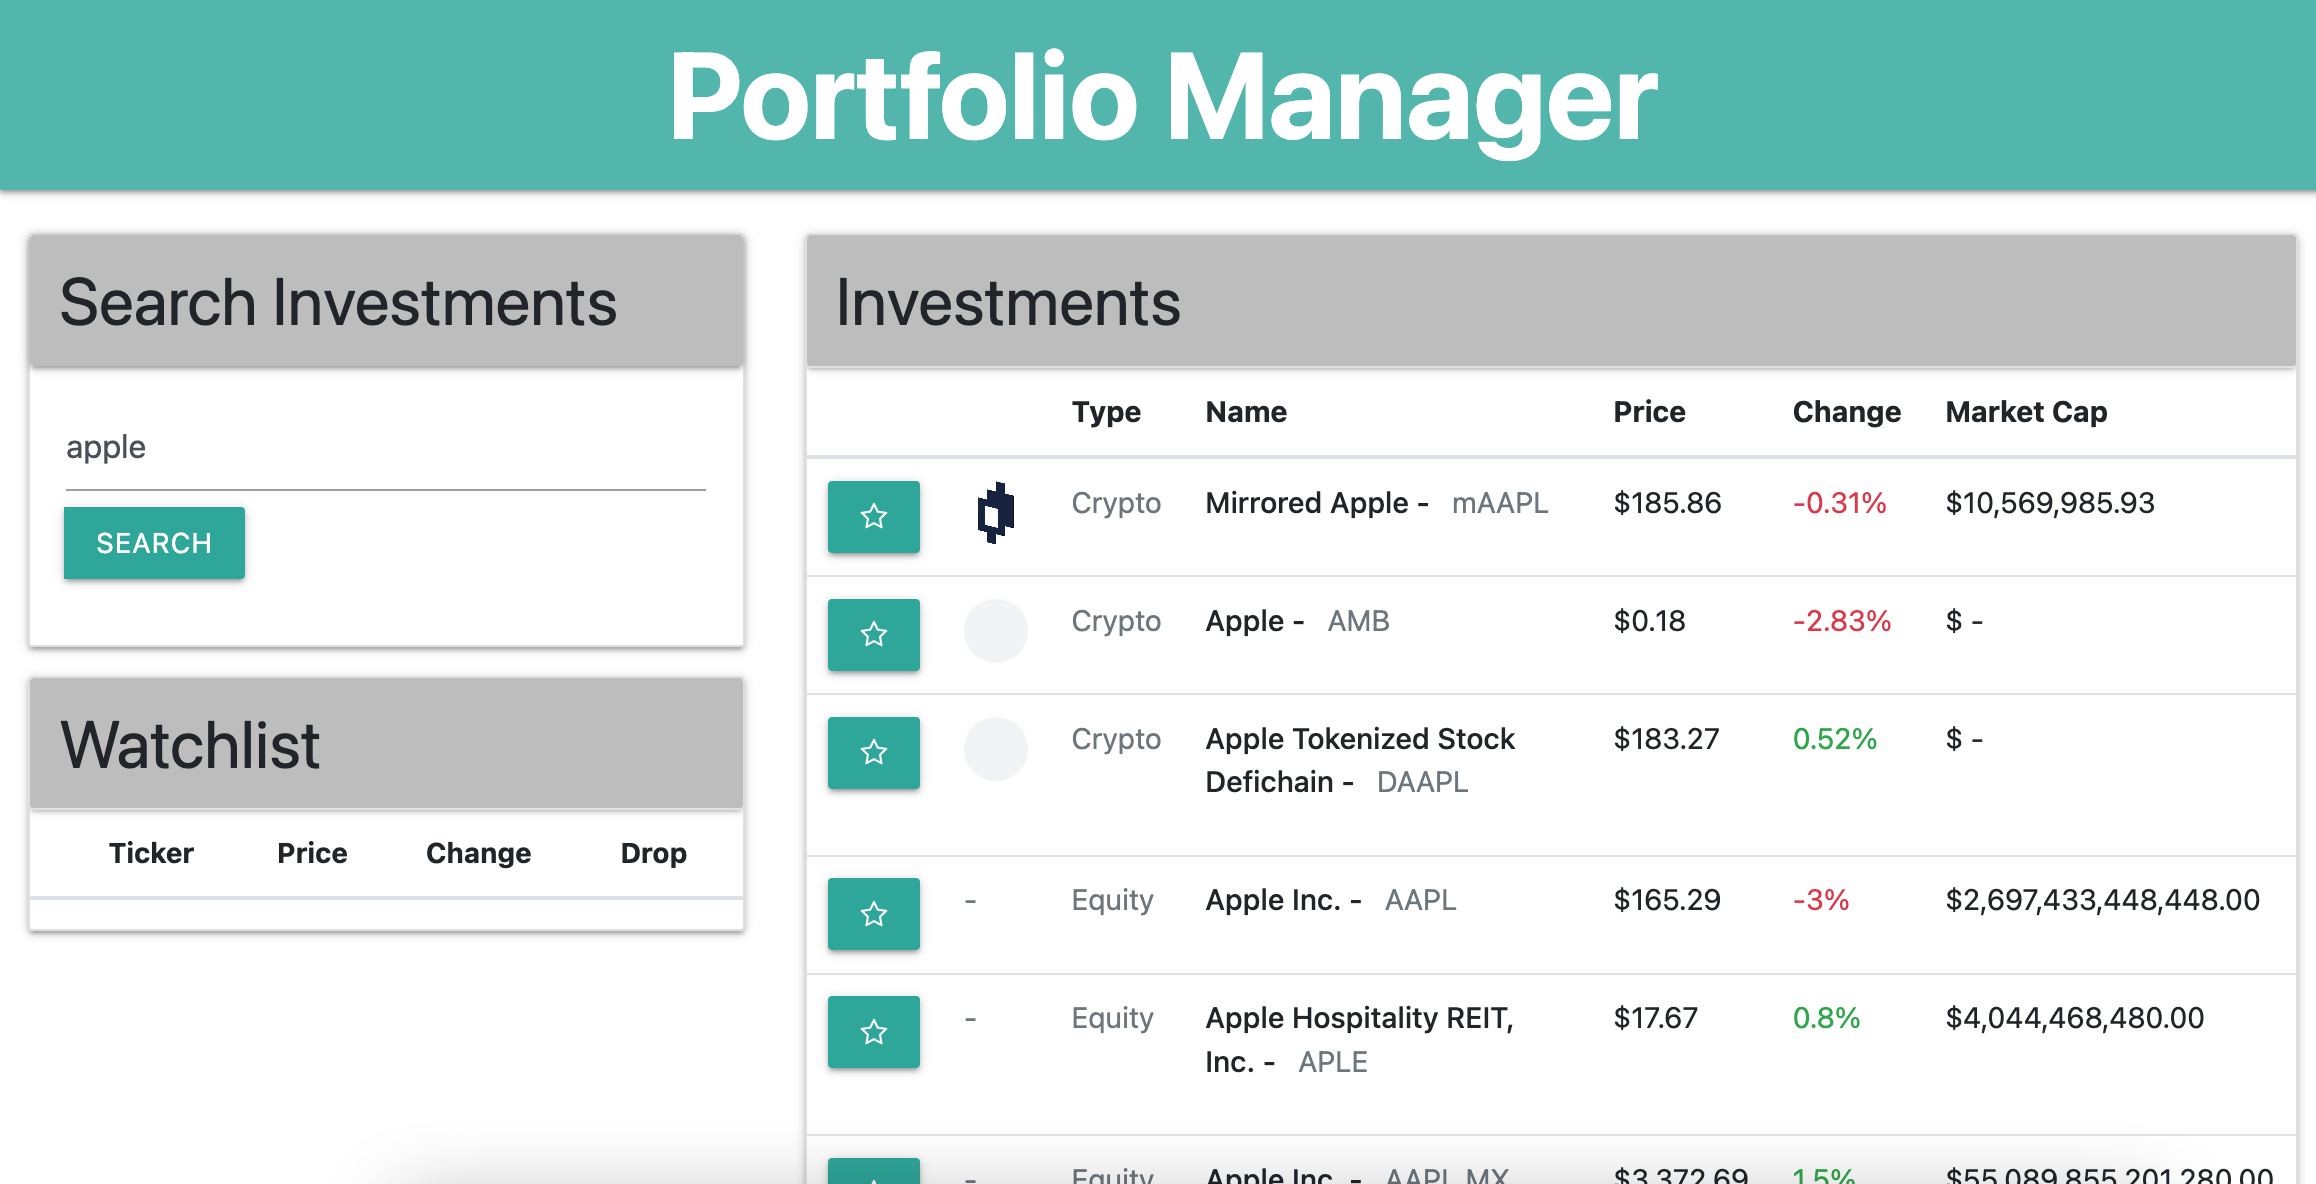 Portfolio Manager
Search Investments
apple
SEARCH
Watchlist
Ticker Price Change Drop
Investments
Type Name Price Change Market Cap
Crypto Mirrored Apple - mAAPL $185.86 -0.31% $10,569,985.93
Crypto Apple - AMB $0.18 -2.83% $ -
Crypto Apple Tokenized Stock $183.27 0.52% $ -
Defichain - DAAPL
- Equity Apple Inc. - AAPL $165.29 -3% $2,697,433,448,448.00
- Equity Apple Hospitality REIT, $17.67 0.8% $4,044,468,480.00
Inc. - APLE
- Equity Apple Inc. - AAPL.MX $3,372.69 1.5% $55,089,855,201,280.00